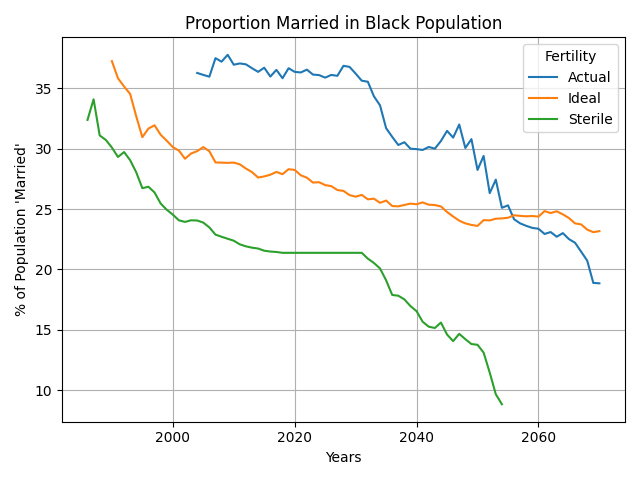 Proportion Married in Black Population
% of Population 'Married'
35
30
25
20
15
10
2000
2020
2040
2060
Years
Fertility
Actual
Ideal
Sterile